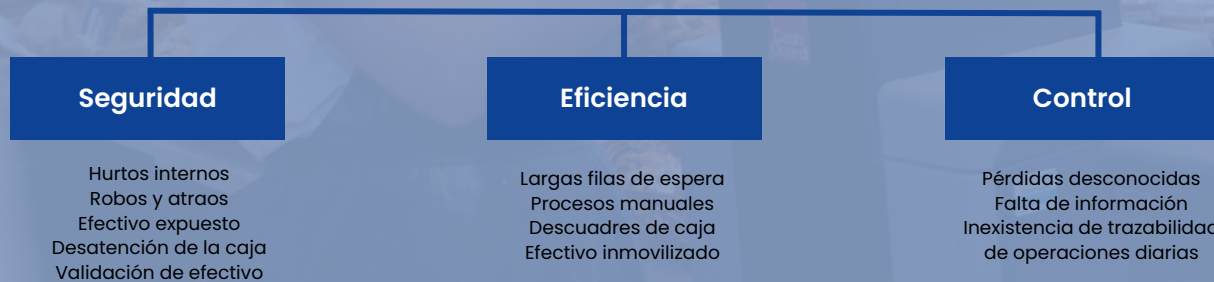 Seguridad
Hurtos internos
Robos y atraos
Efectivo expuesto
Desatención de la caja
Validación de efectivo
Eficiencia
Largas filas de espera
Procesos manuales
Descuadres de caja
Efectivo inmovilizado
Control
Pérdidas desconocidas
Falta de información
Inexistencia de trazabilidad
de operaciones diarias